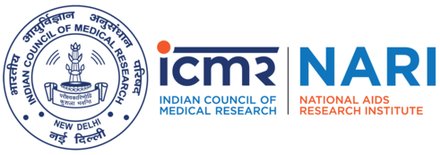 भारतीय आयुर्विज्ञान अनुसंधान परिषद
INDIAN COUNCIL OF MEDICAL RESEARCH
NEW DELHI
नई दिल्ली
icmr
INDIAN COUNCIL OF
MEDICAL RESEARCH
NARI
NATIONAL AIDS
RESEARCH INSTITUTE